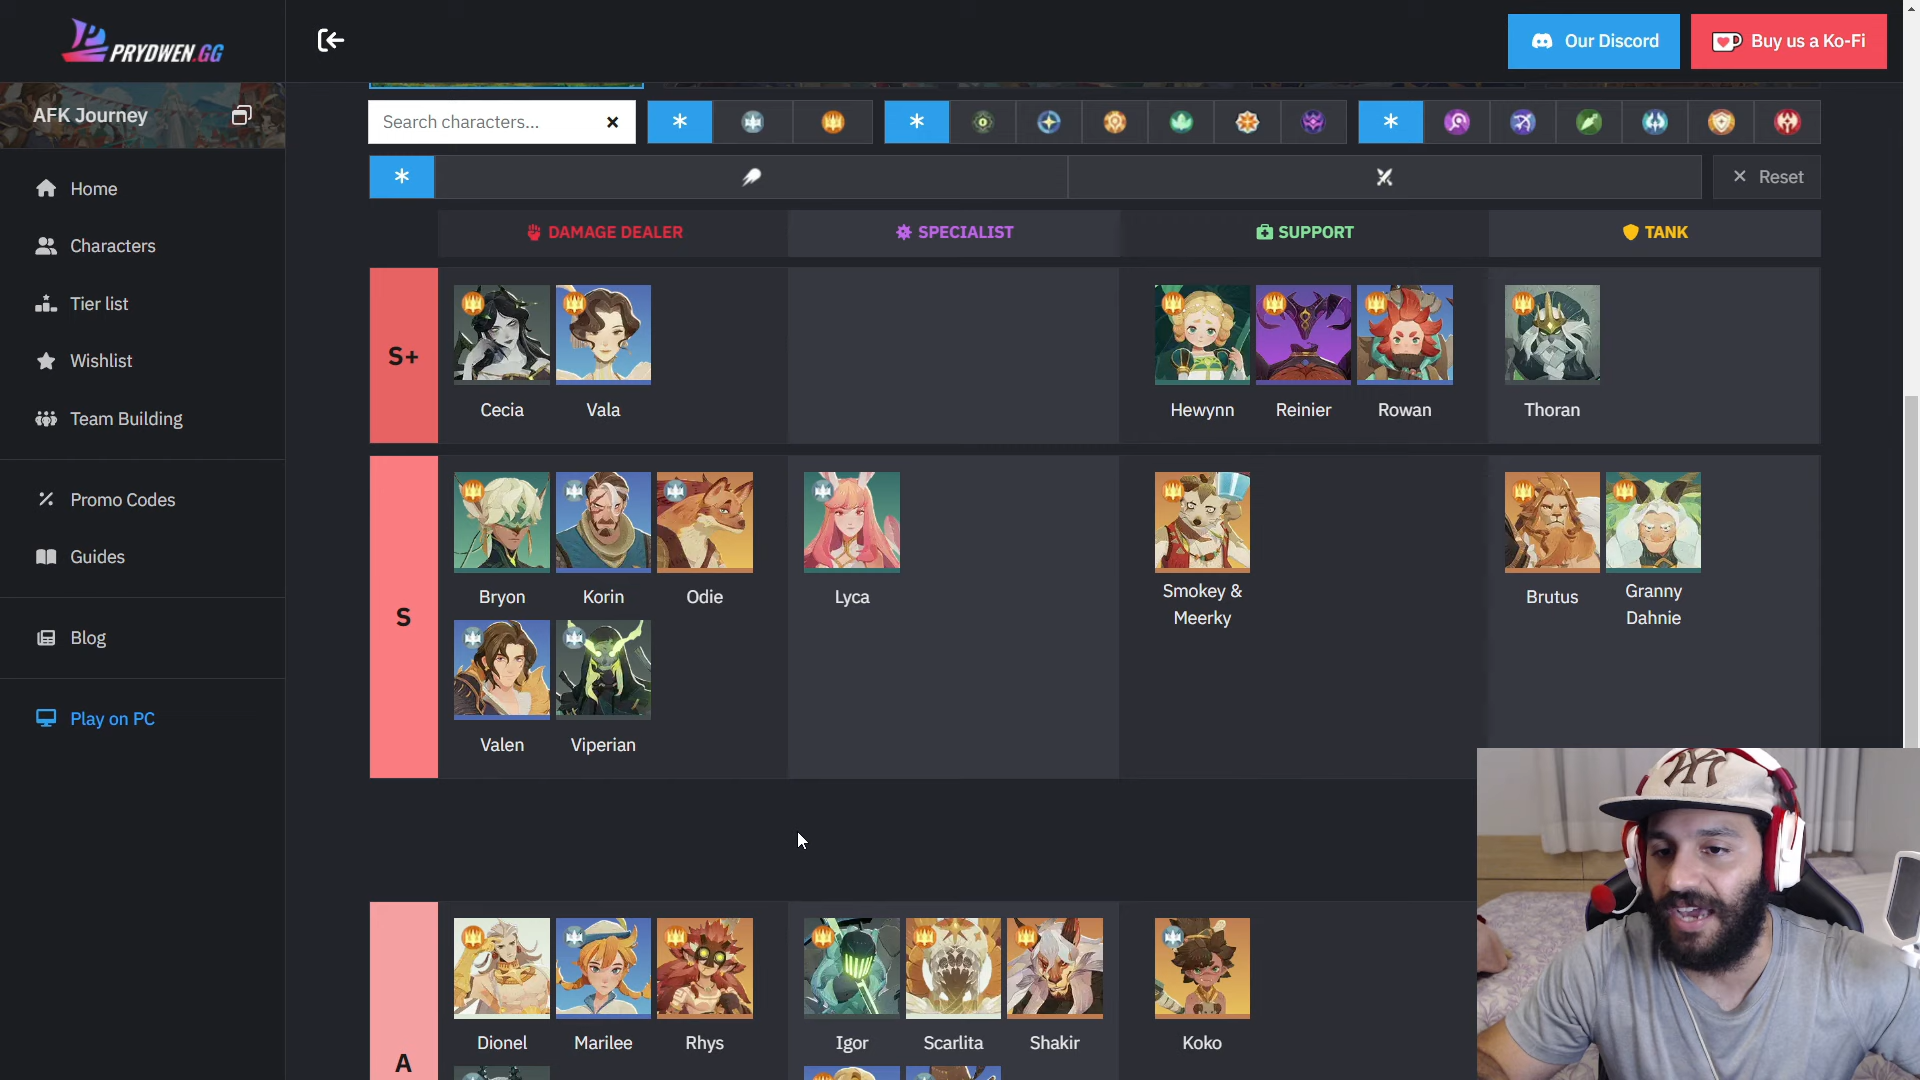 PRYDWEN.GG
Our Discord
Buy us a Ko-Fi
AFK Journey
Search characters...
Reset
Home
Characters
Tier list
Wishlist
Team Building
Promo Codes
Guides
Blog
Play on PC
DAMAGE DEALER
SPECIALIST
SUPPORT
TANK
S+
Cecia
Vala
Hewynn
Reinier
Rowan
Thoran
S
Bryon
Korin
Odie
Lyca
Smokey &
Meerky
Brutus
Granny
Dahnie
Valen
Viperian
A
Dionel
Marilee
Rhys
Igor
Scarlita
Shakir
Koko